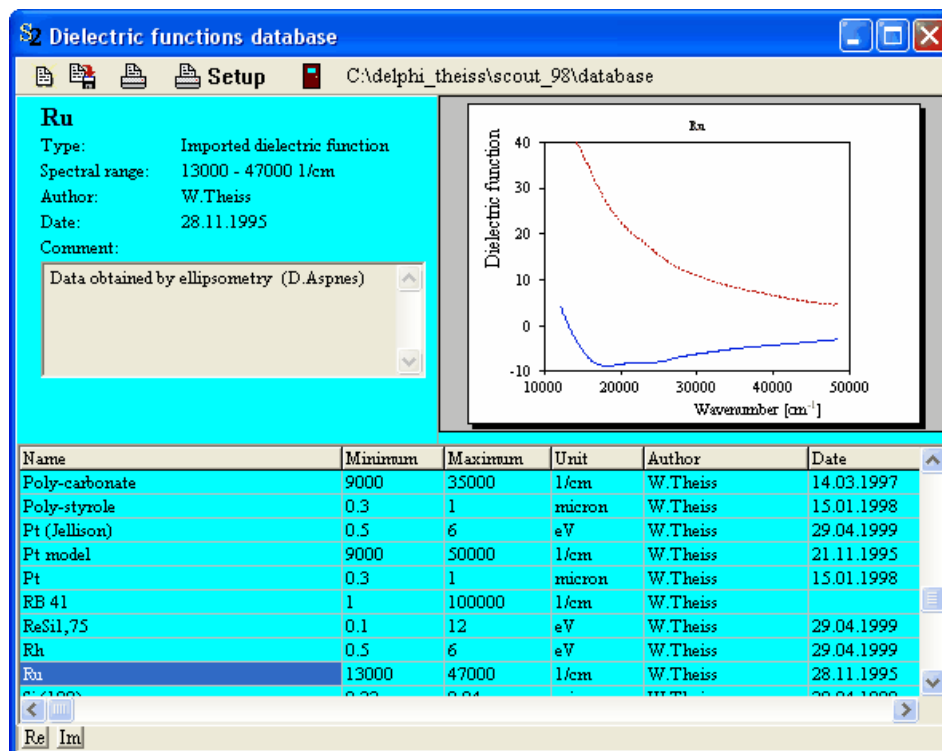 S2 Dielectric functions database
Setup C:\delphi_theiss\scout_98\database
Ru
Type: Imported dielectric function
Spectral range: 13000 - 47000 1/cm
Author: W.Theiss
Date: 28.11.1995
Comment:
Data obtained by ellipsometry (D.Aspnes)
Ru
Dielectric function
40
30
20
10
0
-10
10000 20000 30000 40000 50000
Wavenumber [cm-1]
Name Minimum Maximum Unit Author Date
Poly-carbonate 9000 35000 1/cm W.Theiss 14.03.1997
Poly-styrole 0.3 1 micron W.Theiss 15.01.1998
Pt (Jellison) 0.5 6 eV W.Theiss 29.04.1999
Pt model 9000 50000 1/cm W.Theiss 21.11.1995
Pt 0.3 1 micron W.Theiss 15.01.1998
RB 41 1 100000 1/cm W.Theiss
ReSi1,75 0.1 12 eV W.Theiss 29.04.1999
Rh 0.5 6 eV W.Theiss 29.04.1999
Ru 13000 47000 1/cm W.Theiss 28.11.1995
Re Im